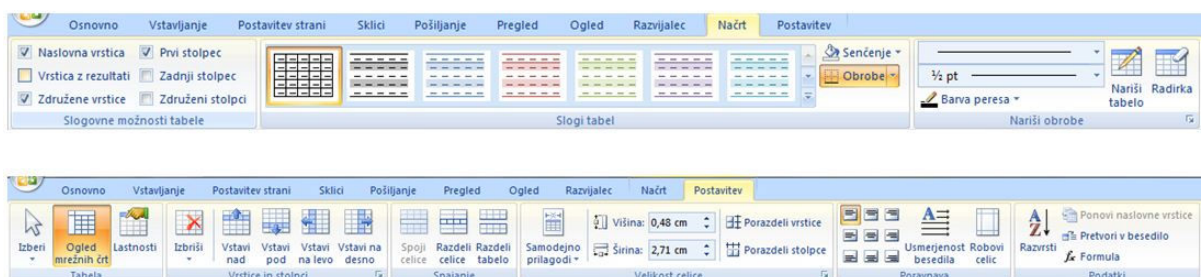 Osnovno Vstavljanje Postavitev strani Sklici Pošiljanje Pregled Ogled Razvijalec Načrt Postavitev
Naslovna vrstica Prvi stolpec
Vrstica z rezultati Zadnji stolpec
Združene vrstice Združeni stolpci
Slogovne možnosti tabele
Senčenje
Obrobe
Slogi tabel
½ pt
Barva peresa
Nariši tabelo
Radirka
Nariši obrobe
Osnovno Vstavljanje Postavitev strani Sklici Pošiljanje Pregled Ogled Razvijalec Načrt Postavitev
Izberi
Ogled mrežnih črt
Lastnosti
Tabela
Izbriši
Vstavi nad
Vstavi pod
Vstavi na levo
Vstavi na desno
Vrstice in stolpci
Spoji celice
Razdeli celice
Razdeli tabelo
Spajanje
Samodejno prilagodi
Višina: 0,48 cm
Širina: 2,71 cm
Porazdeli vrstice
Porazdeli stolpce
Velikost celice
Usmerjenost besedila
Robovi celic
Poravnava
A
Z
Razvrsti
Ponovi naslovne vrstice
Pretvori v besedilo
fx Formula
Podatki